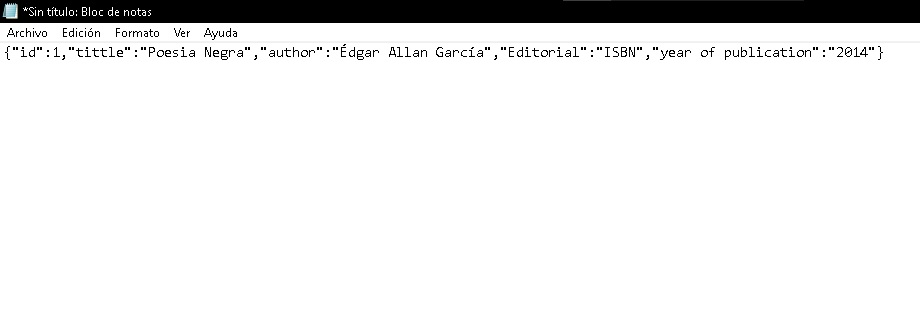 *Sin título: Bloc de notas
Archivo Edición Formato Ver Ayuda
{"id":1,"tittle":"Poesia Negra","author":"Édgar Allan García","Editorial":"ISBN","year of publication":"2014"}